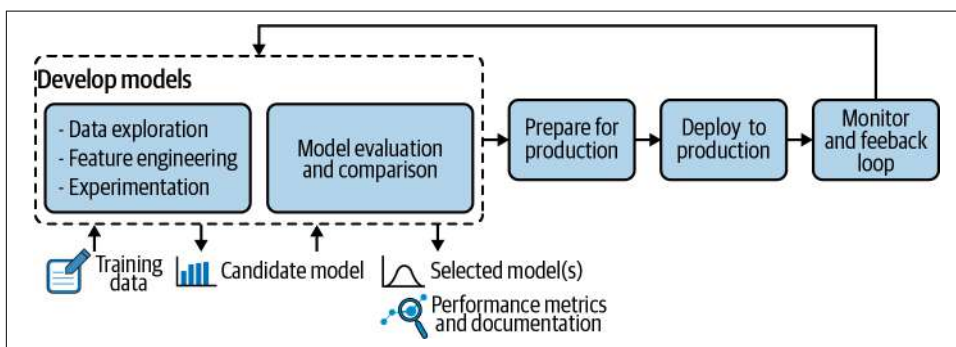 Develop models
- Data exploration
- Feature engineering
- Experimentation
Model evaluation
and comparison
Prepare for
production
Deploy to
production
Monitor
and feeback
loop
Training
data
Candidate model
Selected model(s)
Performance metrics
and documentation